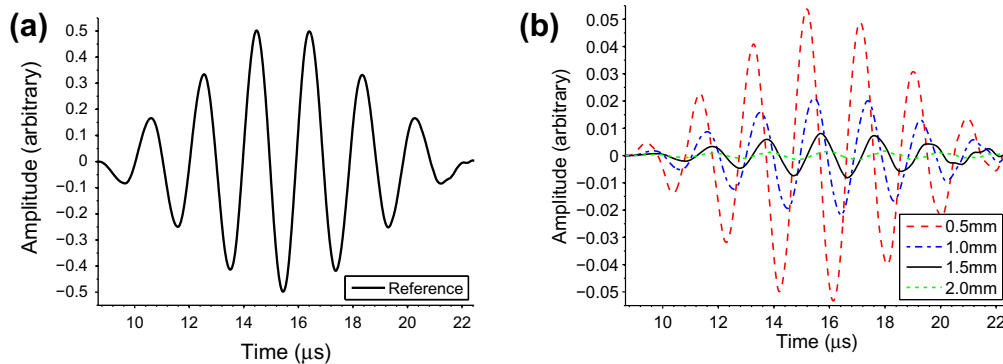 (a)
Amplitude (arbitrary)
0.5
0.4
0.3
0.2
0.1
0
-0.1
-0.2
-0.3
-0.4
-0.5
10 12 14 16 18 20 22
Time (μs)
Reference
(b)
Amplitude (arbitrary)
0.05
0.04
0.03
0.02
0.01
0
-0.01
-0.02
-0.03
-0.04
-0.05
10 12 14 16 18 20 22
Time (μs)
0.5mm
1.0mm
1.5mm
2.0mm